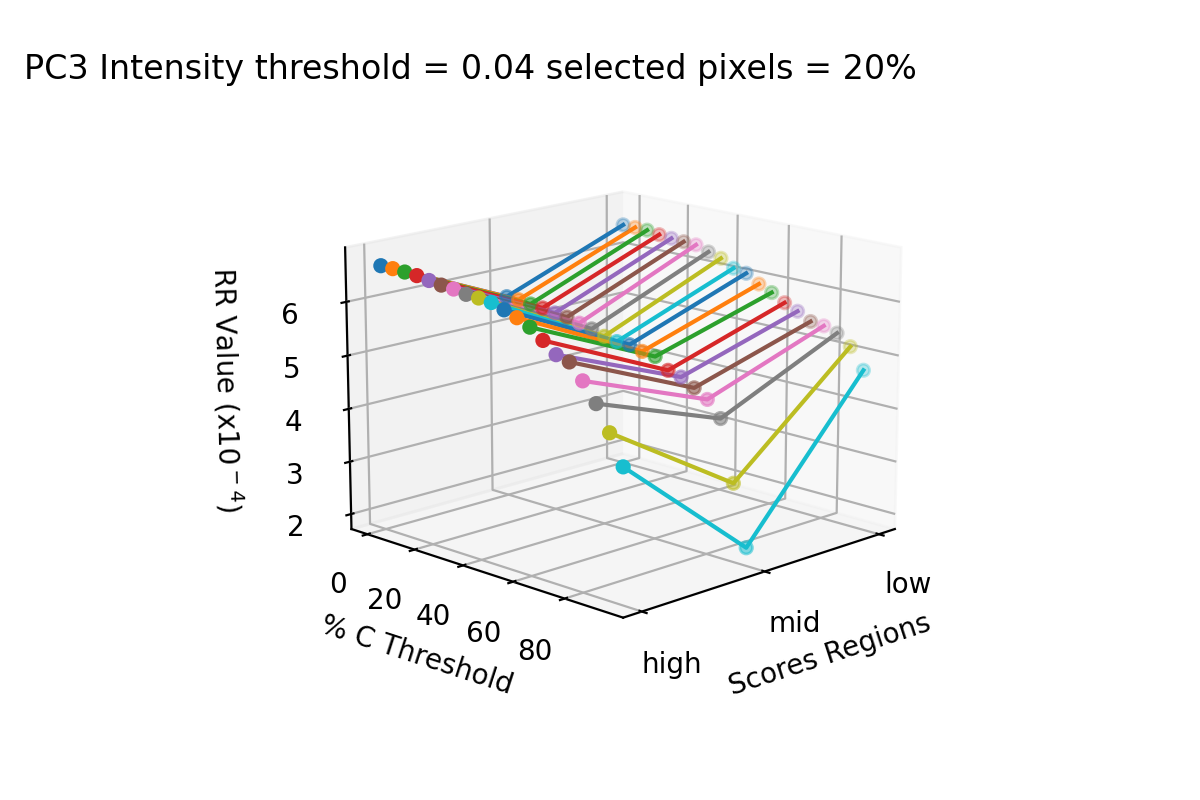 PC3 Intensity threshold = 0.04 selected pixels = 20%
RR Value (x10⁻⁴)
6
5
4
3
2
0
20
40
60
80
% C Threshold
high
mid
low
Scores Regions